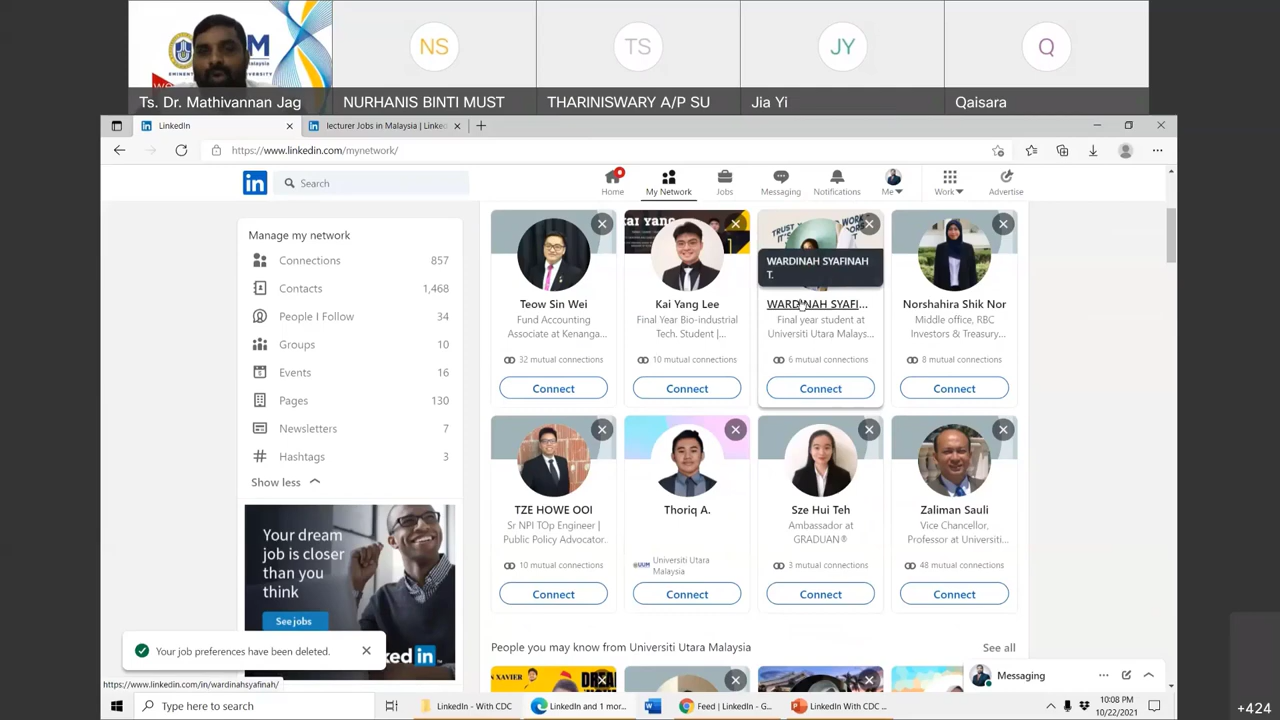 NS
TS
JY
Q
Ts. Dr. Mathivannan Jag
NURHANIS BINTI MUST
THARINISWARY A/P SU
Jia Yi
Qaisara
LinkedIn
lecturer Jobs in Malaysia | Linke
https://www.linkedin.com/mynetwork/
in
Search
Home
My Network
Jobs
Messaging
Notifications
Me
Work
Advertise
Manage my network
Connections 857
Contacts 1,468
People I Follow 34
Groups 10
Events 16
Pages 130
Newsletters 7
Hashtags 3
Show less
WARDINAH SYAFINAH
T.
Teow Sin Wei
Fund Accounting
Associate at Kenanga...
32 mutual connections
Connect
Kai Yang Lee
Final Year Bio-industrial
Tech. Student |...
10 mutual connections
Connect
WARDINAH SYAFI...
Final year student at
Universiti Utara Malays...
6 mutual connections
Connect
Norshahira Shik Nor
Middle office, RBC
Investors & Treasury...
8 mutual connections
Connect
TZE HOWE OOI
Sr NPI TOp Engineer |
Public Policy Advocator...
10 mutual connections
Connect
Thoriq A.
Universiti Utara
Malaysia
Connect
Sze Hui Teh
Ambassador at
GRADUAN®
3 mutual connections
Connect
Zaliman Sauli
Vice Chancellor,
Professor at Universiti...
48 mutual connections
Connect
Your dream
job is closer
than you
think
See jobs
Your job preferences have been deleted.
People you may know from Universiti Utara Malaysia
See all
Messaging
https://www.linkedin.com/in/wardinahsyafinah/
Type here to search
LinkedIn - With CDC
LinkedIn and 1 mor...
Feed | LinkedIn - G...
LinkedIn With CDC ...
10:08 PM
10/22/2021
+424